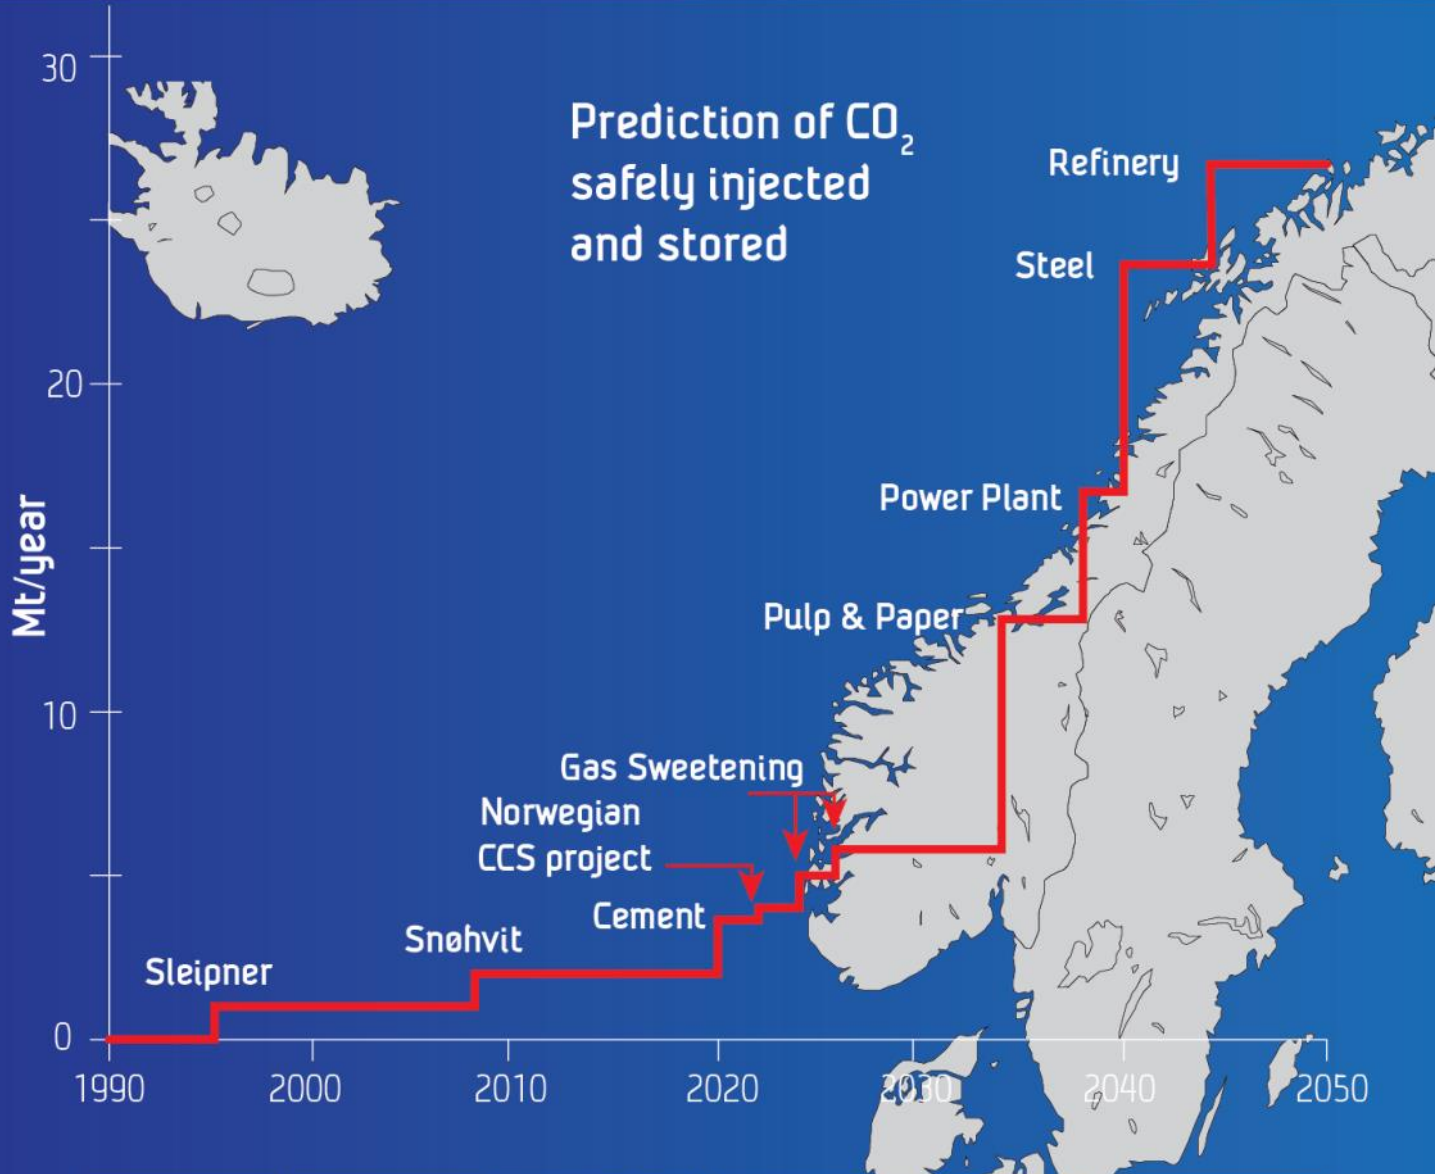 Prediction of CO₂
safely injected
and stored
30
20
10
0
Mt/year
Refinery
Steel
Power Plant
Pulp & Paper
Gas Sweetening
Norwegian
CCS project
Cement
Snøhvit
Sleipner
1990 2000 2010 2020 2030 2040 2050